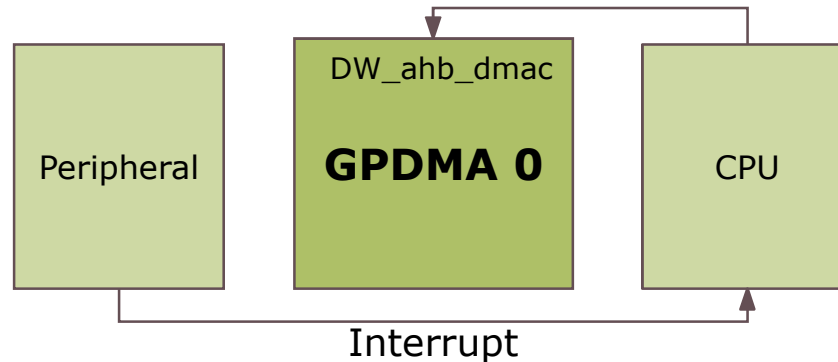 Peripheral
DW_ahb_dmac
GPDMA 0
CPU
Interrupt